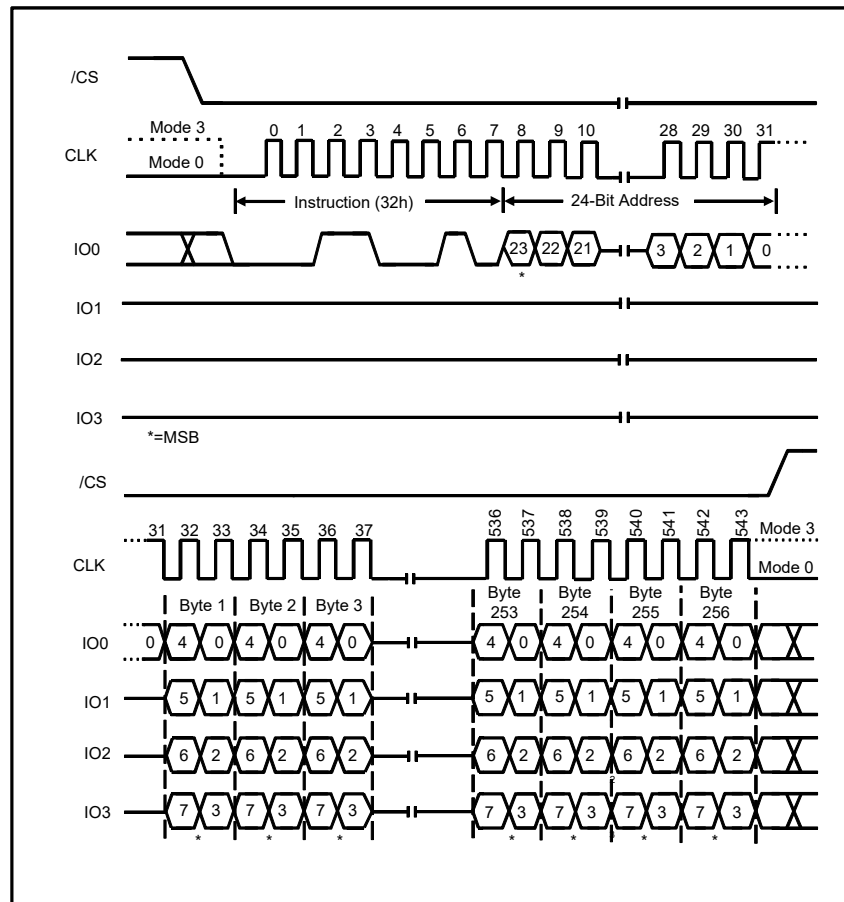 /CS
Mode 3
0 1 2 3 4 5 6 7 8 9 10 28 29 30 31
CLK
Mode 0
Instruction (32h) 24-Bit Address
IO0 23 22 21 3 2 1 0
*
IO1
IO2
IO3
*=MSB
/CS
31 32 33 34 35 36 37 536 537 538 539 540 541 542 543 Mode 3
CLK
Mode 0
Byte 1 Byte 2 Byte 3 Byte 253 Byte 254 Byte 255 Byte 256
IO0 0 4 0 4 0 4 0 4 0 4 0 4 0 4 0
IO1 5 1 5 1 5 1 5 1 5 1 5 1 5 1
IO2 6 2 6 2 6 2 6 2 6 2 6 2 6 2
IO3 7 3 7 3 7 3 7 3 7 3 7 3 7 3
* * * * * * *